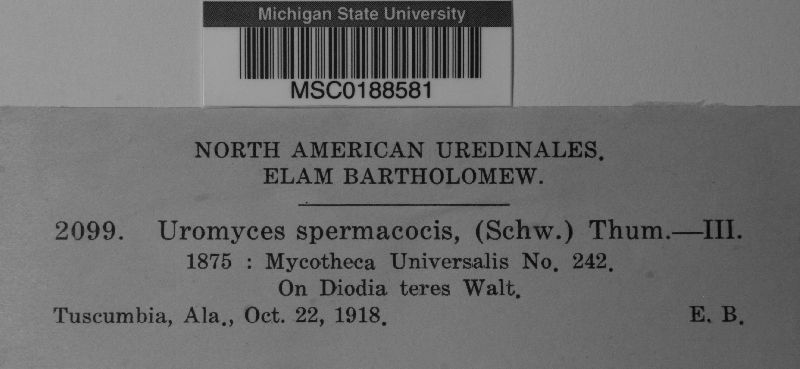 Michigan State University
MSC0188581
NORTH AMERICAN UREDINALES.
ELAM BARTHOLOMEW.
2099. Uromyces spermacocis, (Schw.) Thum.—III.
1875 : Mycotheca Universalis No. 242.
On Diodia teres Walt.
Tuscumbia, Ala., Oct. 22, 1918. E. B.